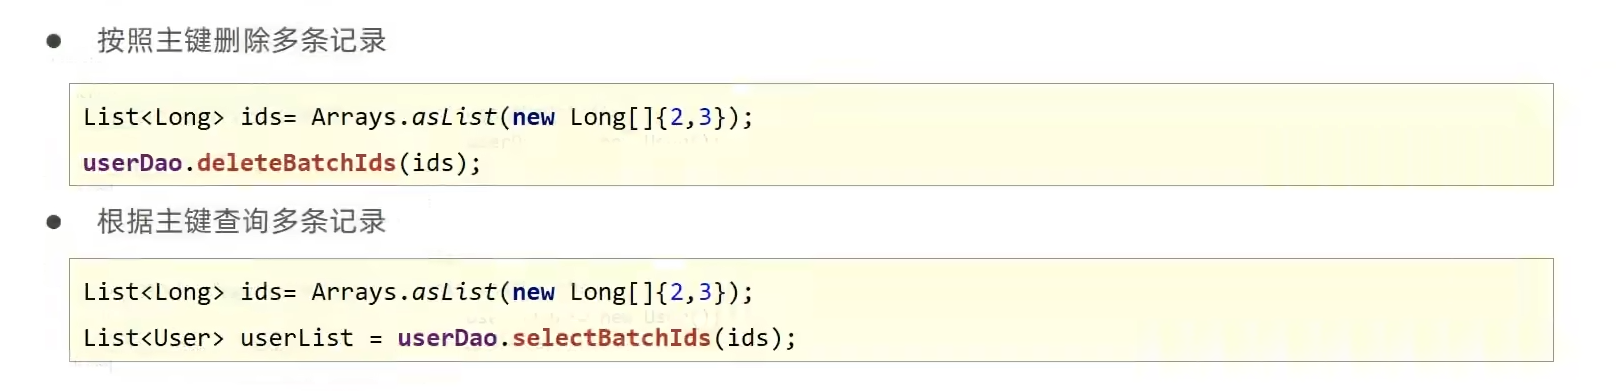 ● 按照主键删除多条记录
List<Long> ids= Arrays.asList(new Long[]{2,3});
userDao.deleteBatchIds(ids);
● 根据主键查询多条记录
List<Long> ids= Arrays.asList(new Long[]{2,3});
List<User> userList = userDao.selectBatchIds(ids);